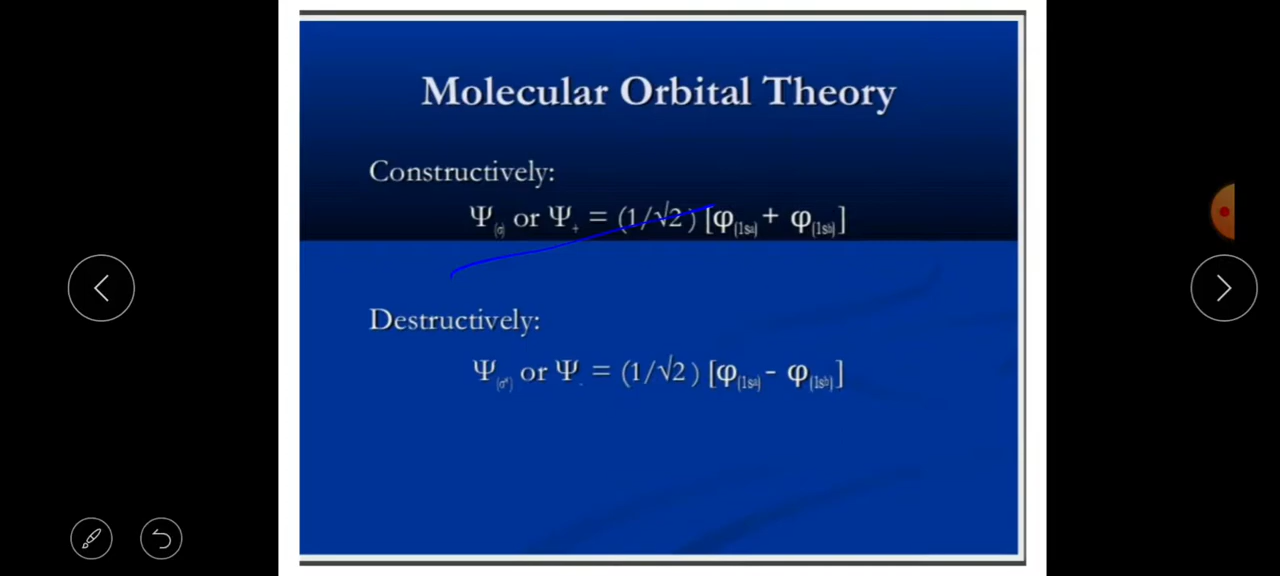 Molecular Orbital Theory
Constructively:
Ψ(σ) or Ψ+ = (1/√2) [φ(1sa) + φ(1sb)]
Destructively:
Ψ(σ*) or Ψ- = (1/√2) [φ(1sa) - φ(1sb)]